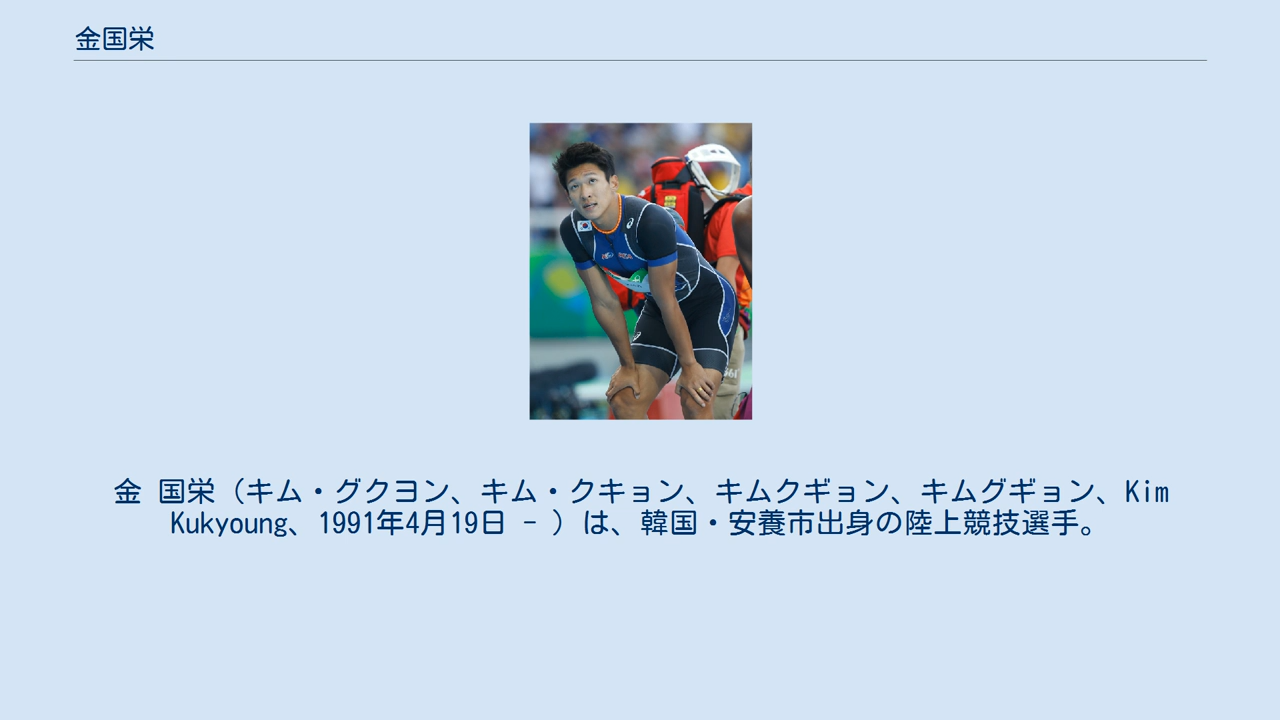 金国栄
金 国栄（キム・グクヨン、キム・クキョン、キムクギョン、キムグギョン、Kim
Kukyoung、1991年4月19日 - ）は、韓国・安養市出身の陸上競技選手。